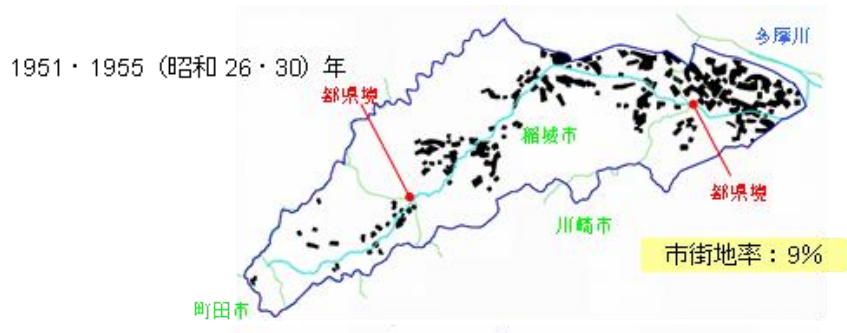 多摩川
1951・1955（昭和 26・30）年
都県境
稲城市
都県境
川崎市
市街地率：9%
町田市